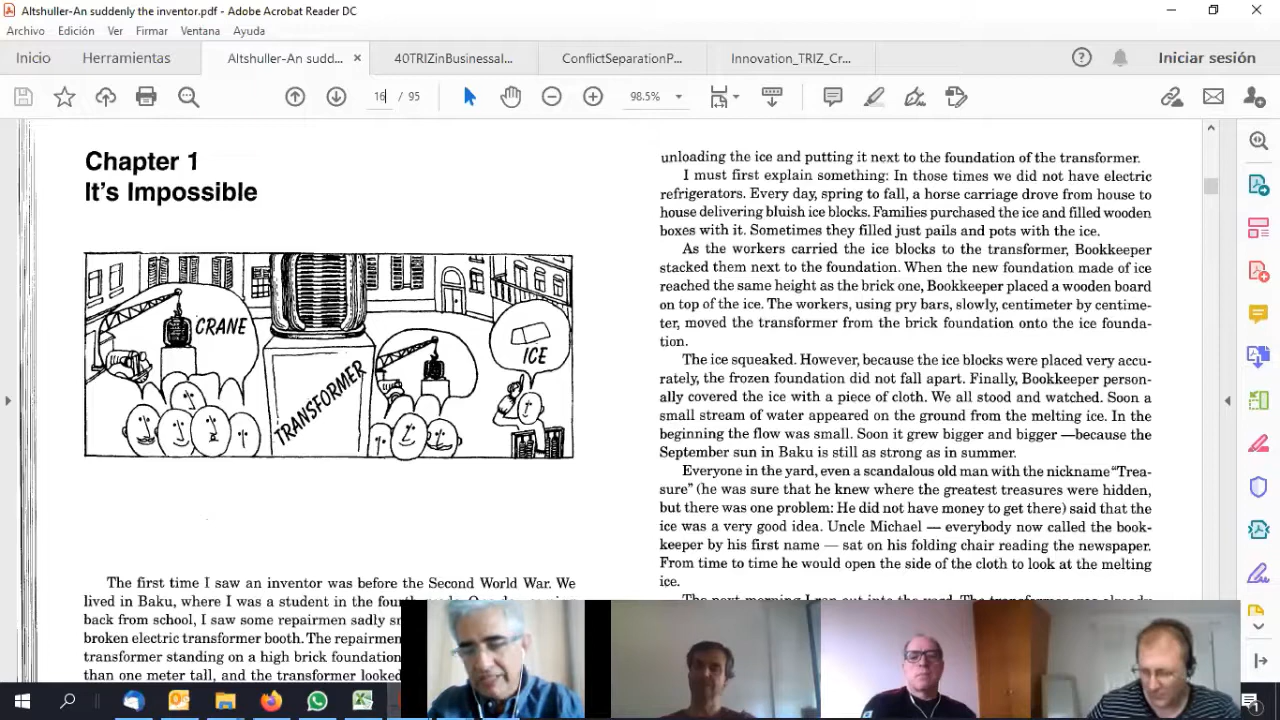 Altshuller-An suddenly the inventor.pdf - Adobe Acrobat Reader DC
Archivo Edición Ver Firmar Ventana Ayuda
Inicio Herramientas Altshuller-An sudd... × 40TRIZinBusinessal... ConflictSeparationP... Innovation_TRIZ_Cr... Iniciar sesión
16 / 95 98.5%
Chapter 1
It's Impossible
CRANE
TRANSFORMER
ICE
The first time I saw an inventor was before the Second World War. We
lived in Baku, where I was a student in the
back from school, I saw some repairmen sadly
broken electric transformer booth. The repairmen
transformer standing on a high brick foundation
than one meter tall, and the transformer looked
unloading the ice and putting it next to the foundation of the transformer.
I must first explain something: In those times we did not have electric
refrigerators. Every day, spring to fall, a horse carriage drove from house to
house delivering bluish ice blocks. Families purchased the ice and filled wooden
boxes with it. Sometimes they filled just pails and pots with the ice.
As the workers carried the ice blocks to the transformer, Bookkeeper
stacked them next to the foundation. When the new foundation made of ice
reached the same height as the brick one, Bookkeeper placed a wooden board
on top of the ice. The workers, using pry bars, slowly, centimeter by centime-
ter, moved the transformer from the brick foundation onto the ice founda-
tion.
The ice squeaked. However, because the ice blocks were placed very accu-
rately, the frozen foundation did not fall apart. Finally, Bookkeeper person-
ally covered the ice with a piece of cloth. We all stood and watched. Soon a
small stream of water appeared on the ground from the melting ice. In the
beginning the flow was small. Soon it grew bigger and bigger —because the
September sun in Baku is still as strong as in summer.
Everyone in the yard, even a scandalous old man with the nickname "Trea-
sure" (he was sure that he knew where the greatest treasures were hidden,
but there was one problem: He did not have money to get there) said that the
ice was a very good idea. Uncle Michael — everybody now called the book-
keeper by his first name — sat on his folding chair reading the newspaper.
From time to time he would open the side of the cloth to look at the melting
ice.
The next morning I ran out into the yard. The transformer was already